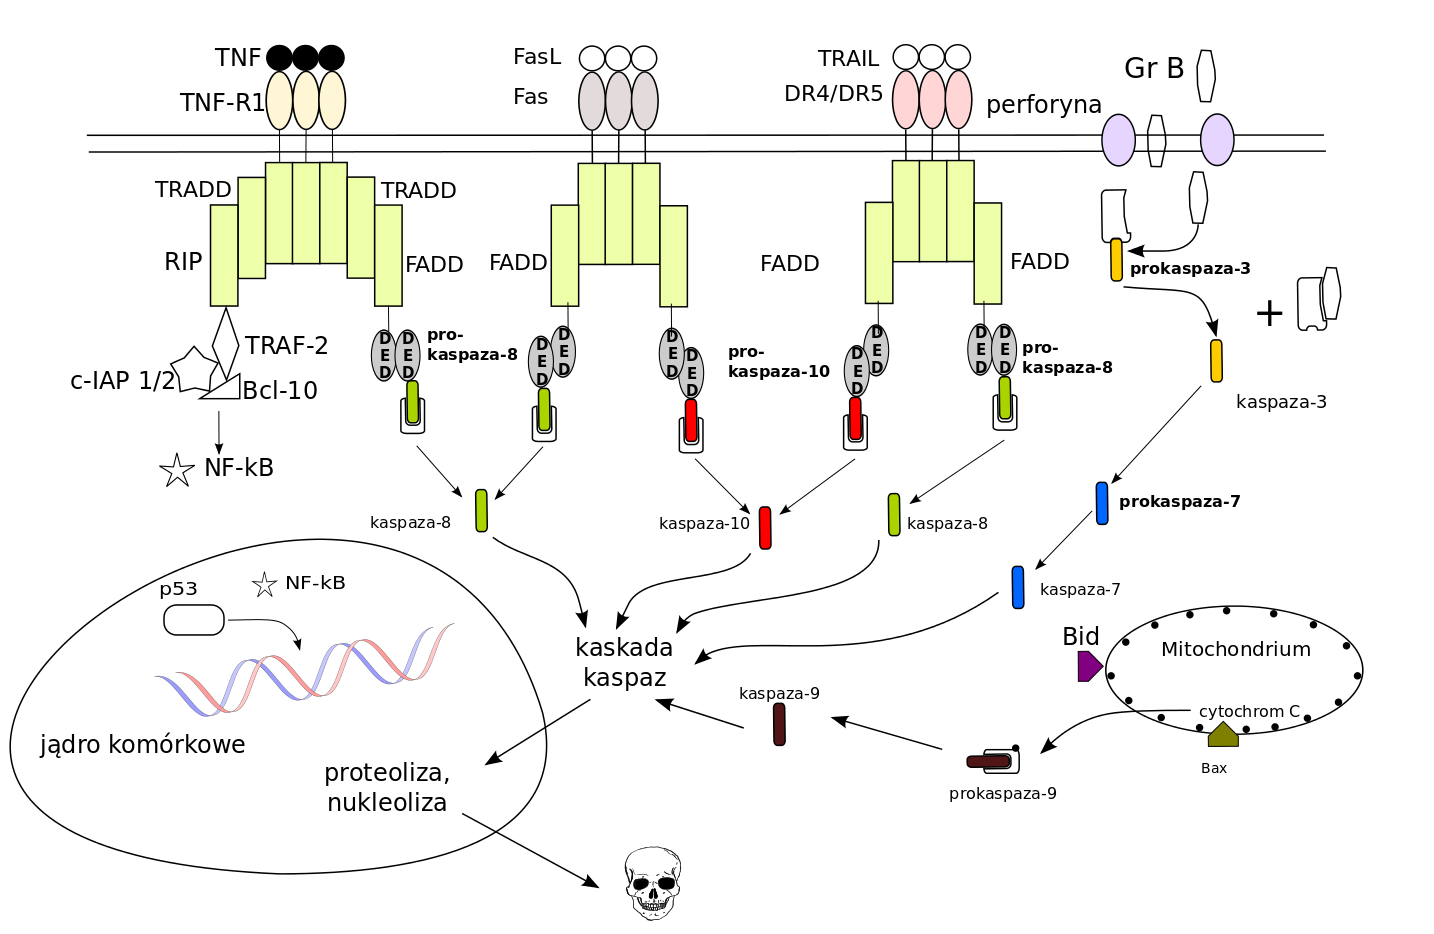 TNF
FasL
TRAIL
Gr B
TNF-R1
Fas
DR4/DR5
perforyna
TRADD
TRADD
RIP
FADD
FADD
FADD
FADD
prokaspaza-3
+
TRAF-2
c-IAP 1/2
Bcl-10
NF-kB
DED
DED
pro-
kaspaza-8
DED
DED
DED
DED
pro-
kaspaza-10
DED
DED
DED
DED
pro-
kaspaza-8
kaspaza-3
kaspaza-8
kaspaza-10
kaspaza-8
prokaspaza-7
kaspaza-7
p53
NF-kB
jądro komórkowe
kaskada
kaspaz
proteoliza,
nukleoliza
kaspaza-9
prokaspaza-9
Bid
Mitochondrium
cytochrom C
Bax